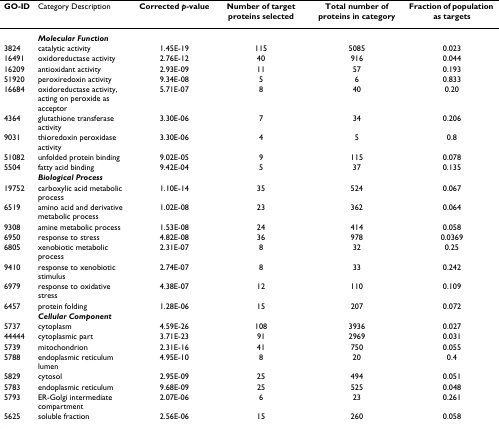 GO-ID Category Description Corrected p-value Number of target proteins selected Total number of proteins in category Fraction of population as targets
Molecular Function
3824 catalytic activity 1.45E-19 115 5085 0.023
16491 oxidoreductase activity 2.76E-12 40 916 0.044
16209 antioxidant activity 2.93E-09 11 57 0.193
51920 peroxiredoxin activity 9.34E-08 5 6 0.833
16684 oxidoreductase activity, 5.71E-07 8 40 0.20
acting on peroxide as
acceptor
4364 glutathione transferase 3.30E-06 7 34 0.206
activity
9031 thioredoxin peroxidase 3.30E-06 4 5 0.8
activity
51082 unfolded protein binding 9.02E-05 9 115 0.078
5504 fatty acid binding 9.42E-04 5 37 0.135
Biological Process
19752 carboxylic acid metabolic 1.10E-14 35 524 0.067
process
6519 amino acid and derivative 1.02E-08 23 362 0.064
metabolic process
9308 amine metabolic process 1.53E-08 24 414 0.058
6950 response to stress 4.82E-08 36 978 0.0369
6805 xenobiotic metabolic 2.31E-07 8 32 0.25
process
9410 response to xenobiotic 2.74E-07 8 33 0.242
stimulus
6979 response to oxidative 4.38E-07 12 110 0.109
stress
6457 protein folding 1.28E-06 15 207 0.072
Cellular Component
5737 cytoplasm 4.59E-26 108 3936 0.027
44444 cytoplasmic part 3.71E-23 91 2969 0.031
5739 mitochondrion 2.31E-16 41 750 0.055
5788 endoplasmic reticulum 4.95E-10 8 20 0.4
lumen
5829 cytosol 2.95E-09 25 494 0.051
5783 endoplasmic reticulum 9.68E-09 25 525 0.048
5793 ER-Golgi intermediate 2.07E-06 6 23 0.261
compartment
5625 soluble fraction 2.56E-06 15 260 0.058